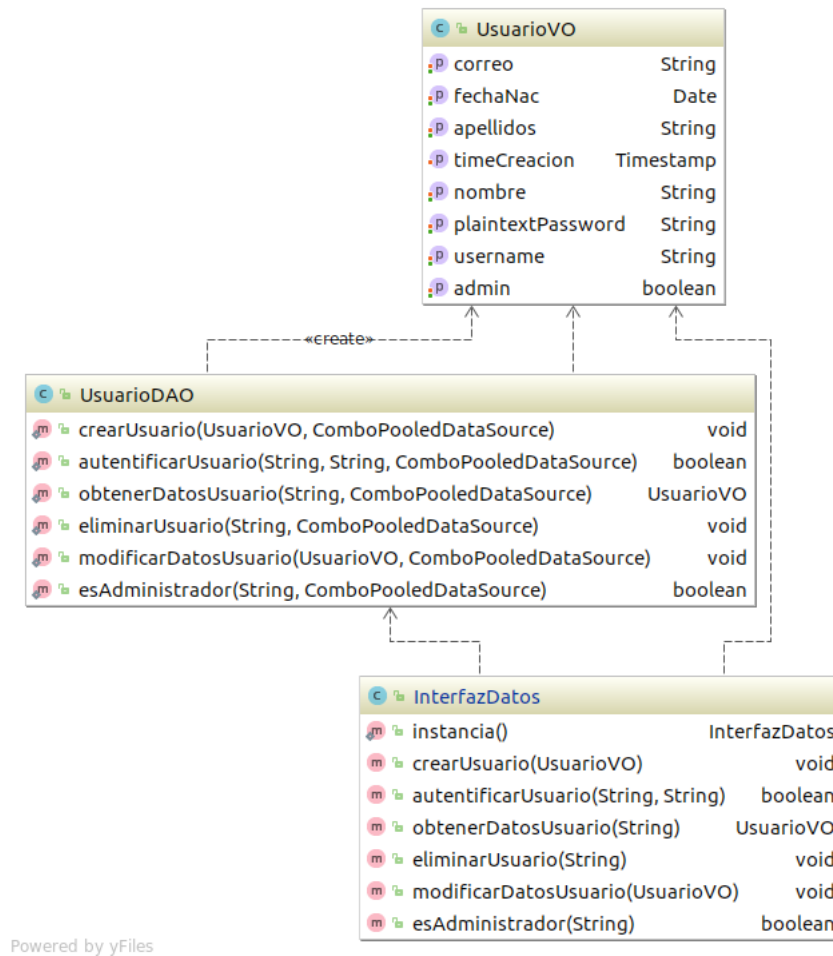 UsuarioVO
correo String
fechaNac Date
apellidos String
timeCreacion Timestamp
nombre String
plaintextPassword String
username String
admin boolean
«create»
UsuarioDAO
crearUsuario(UsuarioVO, ComboPooledDataSource) void
autentificarUsuario(String, String, ComboPooledDataSource) boolean
obtenerDatosUsuario(String, ComboPooledDataSource) UsuarioVO
eliminarUsuario(String, ComboPooledDataSource) void
modificarDatosUsuario(UsuarioVO, ComboPooledDataSource) void
esAdministrador(String, ComboPooledDataSource) boolean
InterfazDatos
instancia() InterfazDatos
crearUsuario(UsuarioVO) void
autentificarUsuario(String, String) boolean
obtenerDatosUsuario(String) UsuarioVO
eliminarUsuario(String) void
modificarDatosUsuario(UsuarioVO) void
esAdministrador(String) boolean
Powered by yFiles